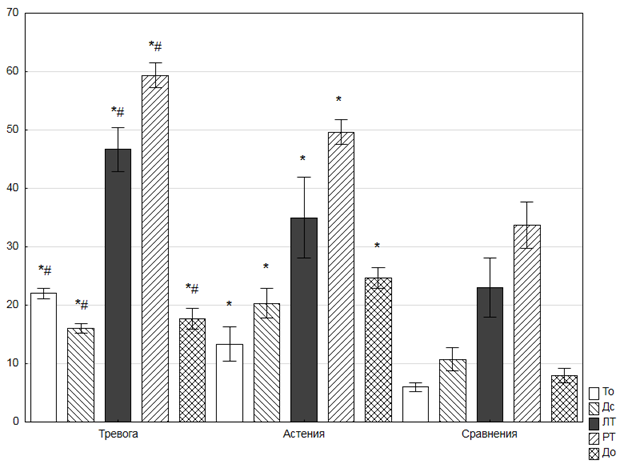 70
60
50
40
30
20
10
0
*#
*#
*#
*#
*#
*
*
*
*
*
Тревога
Астения
Сравнения
То
Дс
ЛТ
РТ
До